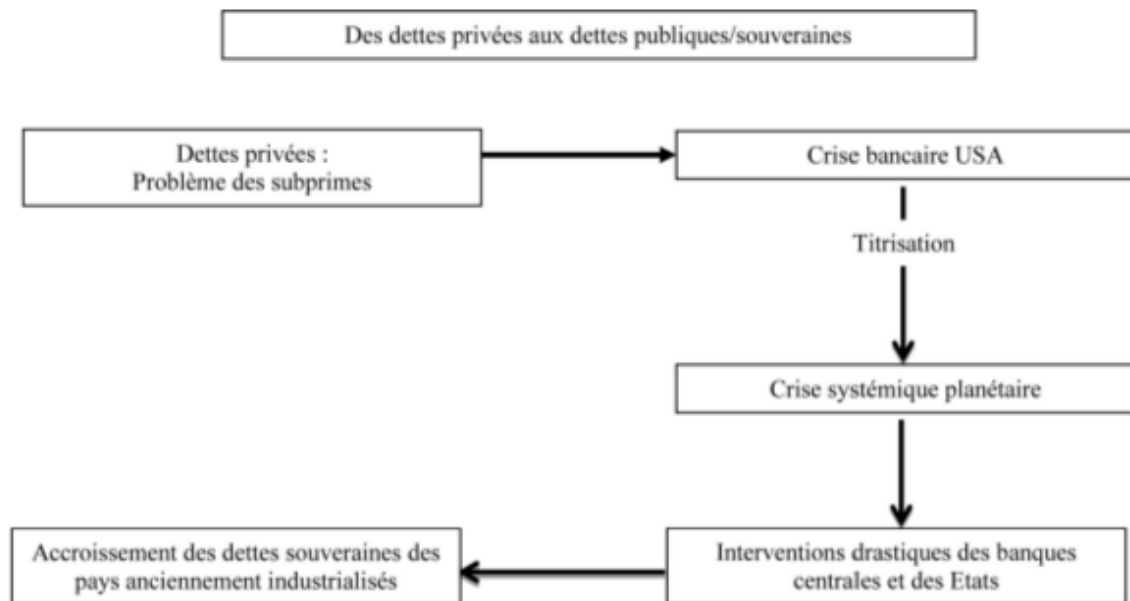 Des dettes privées aux dettes publiques/souveraines
Dettes privées :
Problème des subprimes
Crise bancaire USA
Titrisation
Crise systémique planétaire
Interventions drastiques des banques
centrales et des Etats
Accroissement des dettes souveraines des
pays anciennement industrialisés